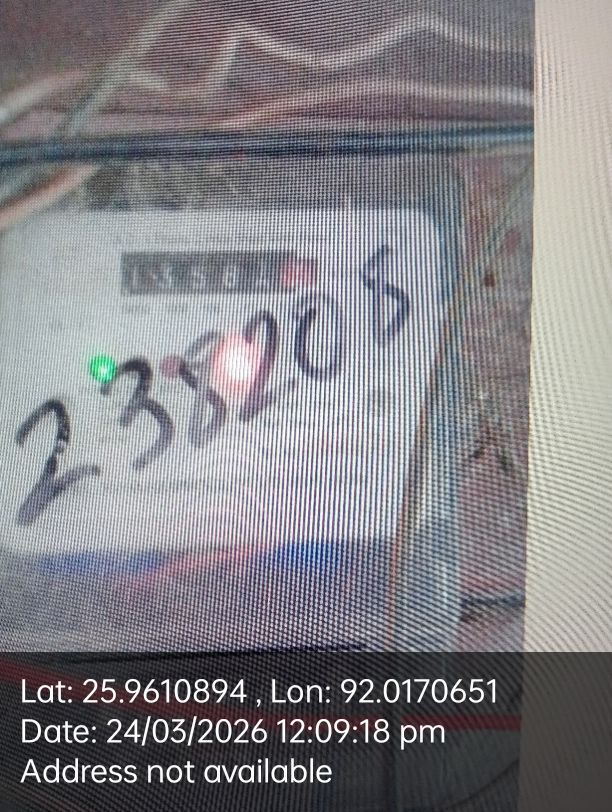 238208
Lat: 25.9610894 , Lon: 92.0170651
Date: 24/03/2026 12:09:18 pm
Address not available